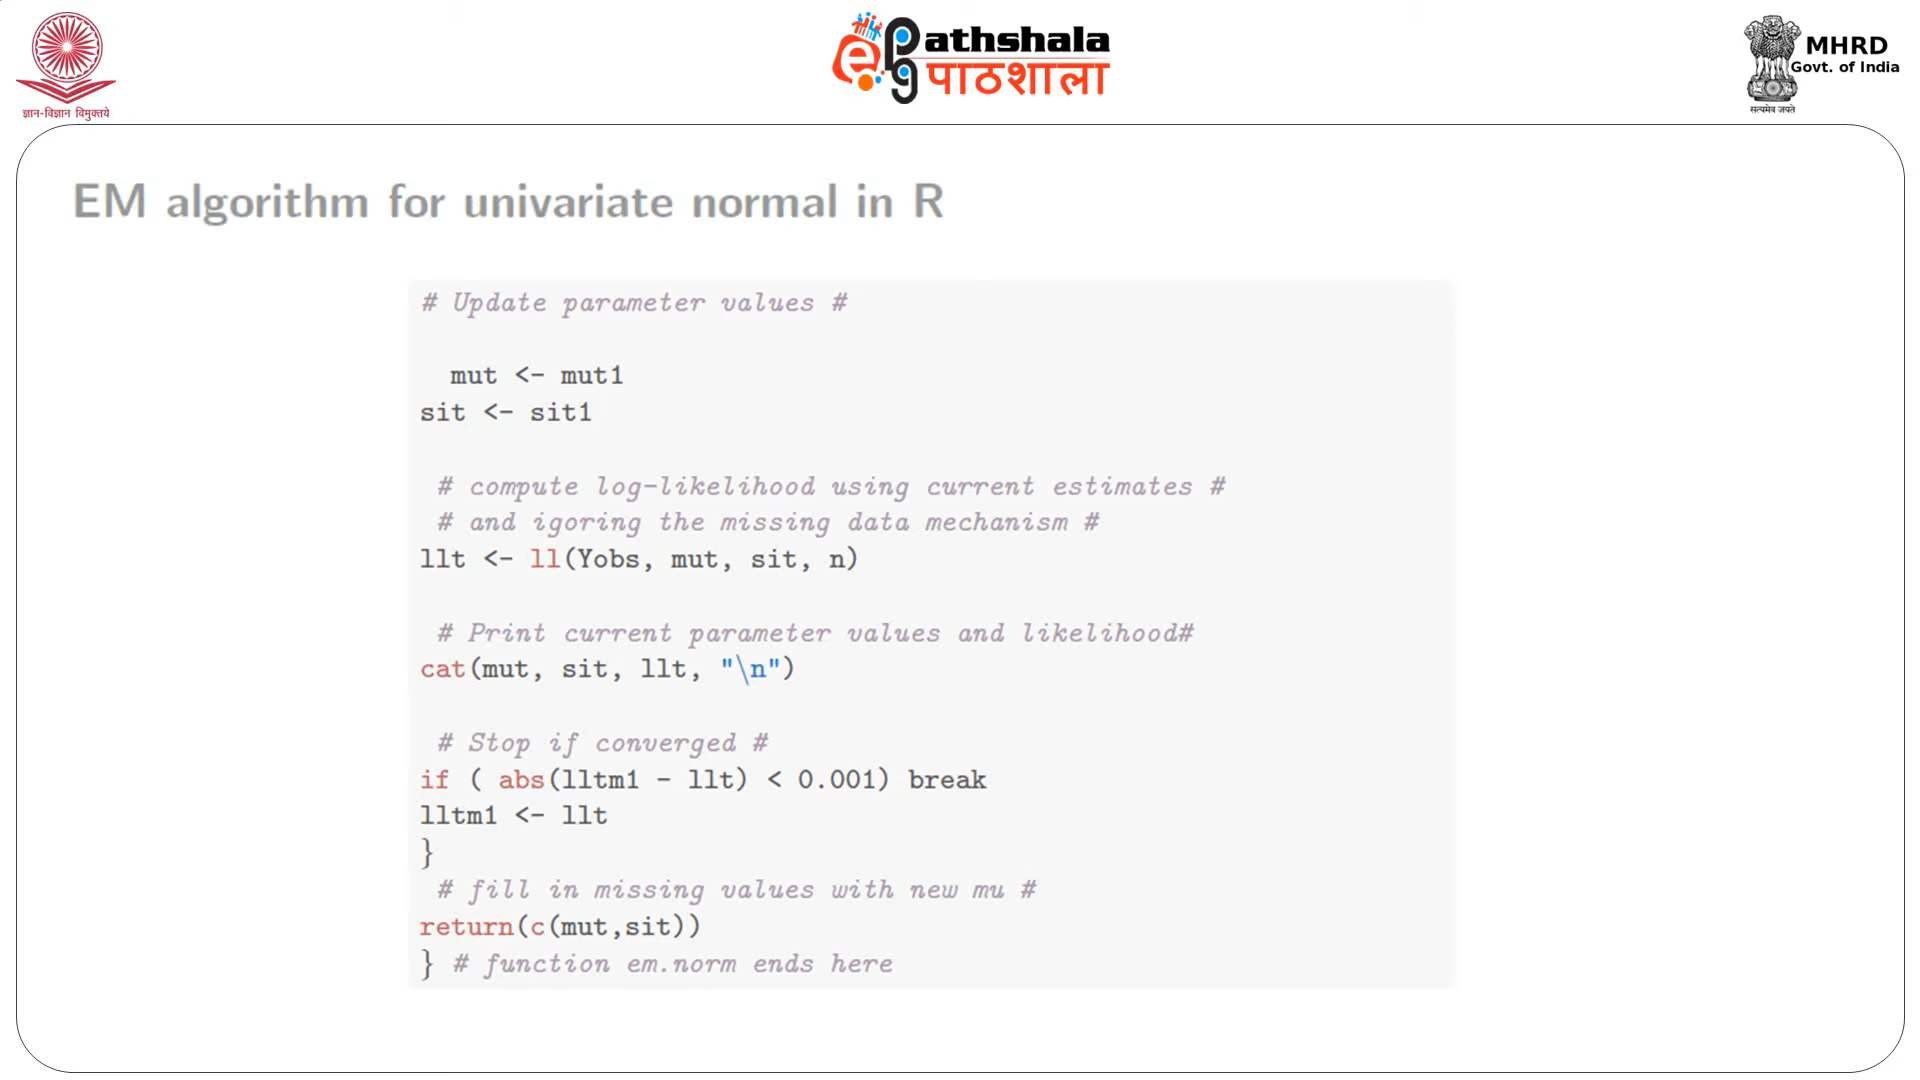 ज्ञान-विज्ञान विमुक्तये
ePG Pathshala
पाठशाला
MHRD
Govt. of India
सत्यमेव जयते
EM algorithm for univariate normal in R
# Update parameter values #
mut <- mut1
sit <- sit1
# compute log-likelihood using current estimates #
# and igoring the missing data mechanism #
llt <- ll(Yobs, mut, sit, n)
# Print current parameter values and likelihood#
cat(mut, sit, llt, "\n")
# Stop if converged #
if ( abs(lltm1 - llt) < 0.001) break
lltm1 <- llt
}
# fill in missing values with new mu #
return(c(mut,sit))
} # function em.norm ends here